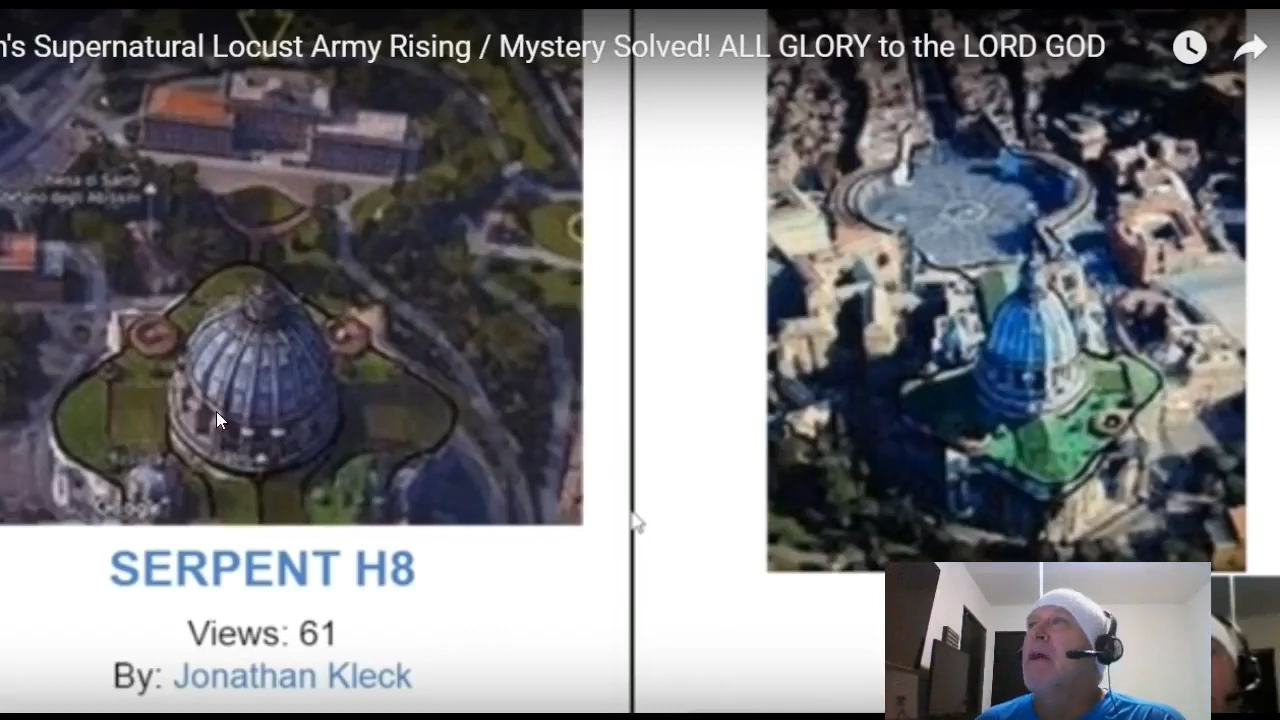 n's Supernatural Locust Army Rising / Mystery Solved! ALL GLORY to the LORD GOD
Google
SERPENT H8
Views: 61
By: Jonathan Kleck